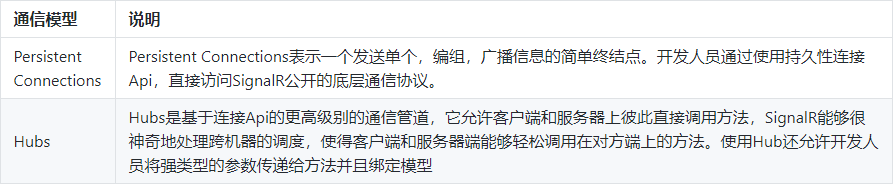 通信模型 说明
Persistent Connections表示一个发送单个，编组，广播信息的简单终结点。开发人员通过使用持久性连接
Persistent
Connections
Api，直接访问SignalR公开的底层通信协议。
Hubs是基于连接Api的更高级别的通信管道，它允许客户端和服务器上彼此直接调用方法，SignalR能够很
Hubs
神奇地处理跨机器的调度，使得客户端和服务器端能够轻松调用在对方端上的方法。使用Hub还允许开发人
员将强类型的参数传递给方法并且绑定模型